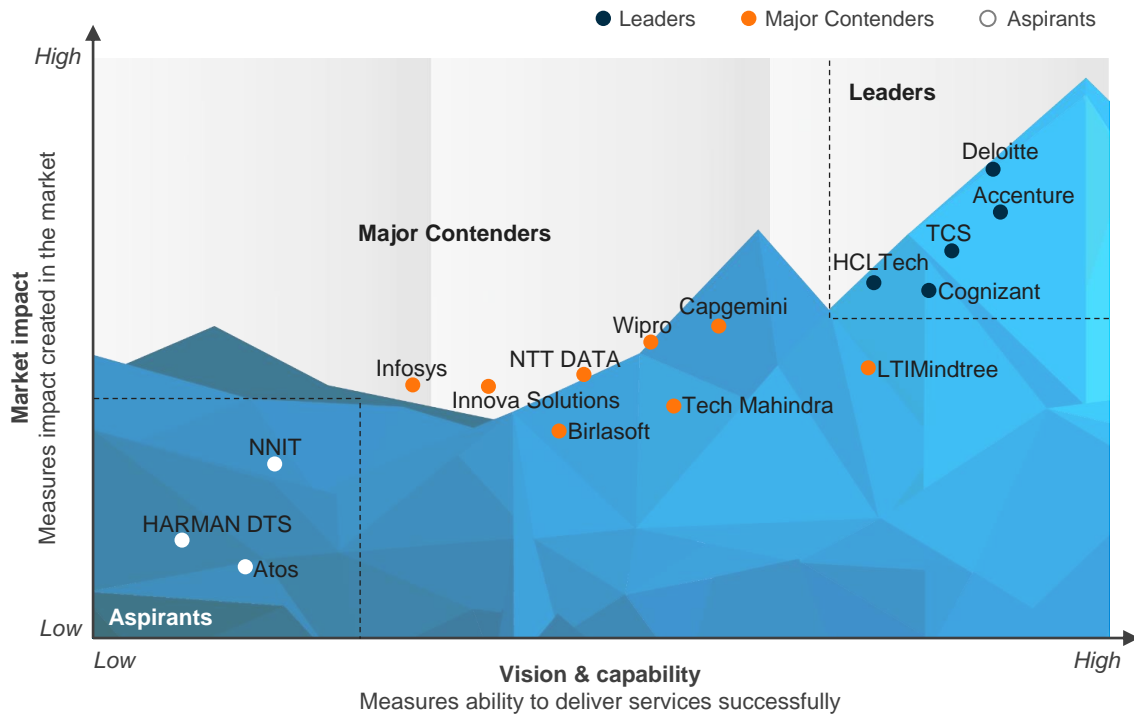 Leaders
Major Contenders
Aspirants
High
Leaders
Deloitte
Accenture
TCS
HCLTech
Cognizant
Major Contenders
Capgemini
Wipro
NTT DATA
Infosys
LTIMindtree
Innova Solutions
Tech Mahindra
Birlasoft
NNIT
HARMAN DTS
Atos
Aspirants
Market impact
Measures impact created in the market
Low
Low
High
Vision & capability
Measures ability to deliver services successfully